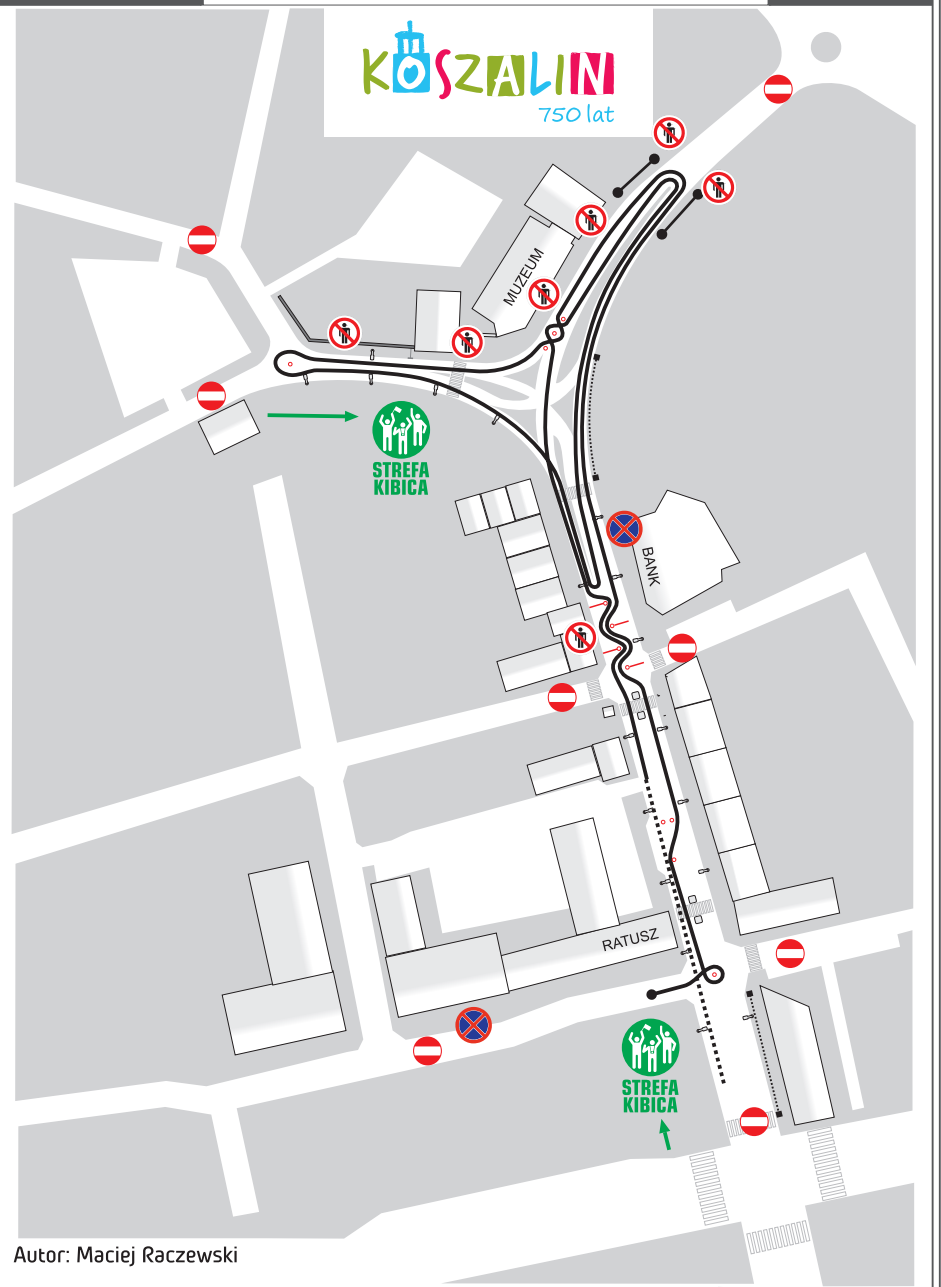 KOSZALIN
750 lat
MUZEUM
STREFA
KIBICA
BANK
RATUSZ
STREFA
KIBICA
Autor: Maciej Raczewski